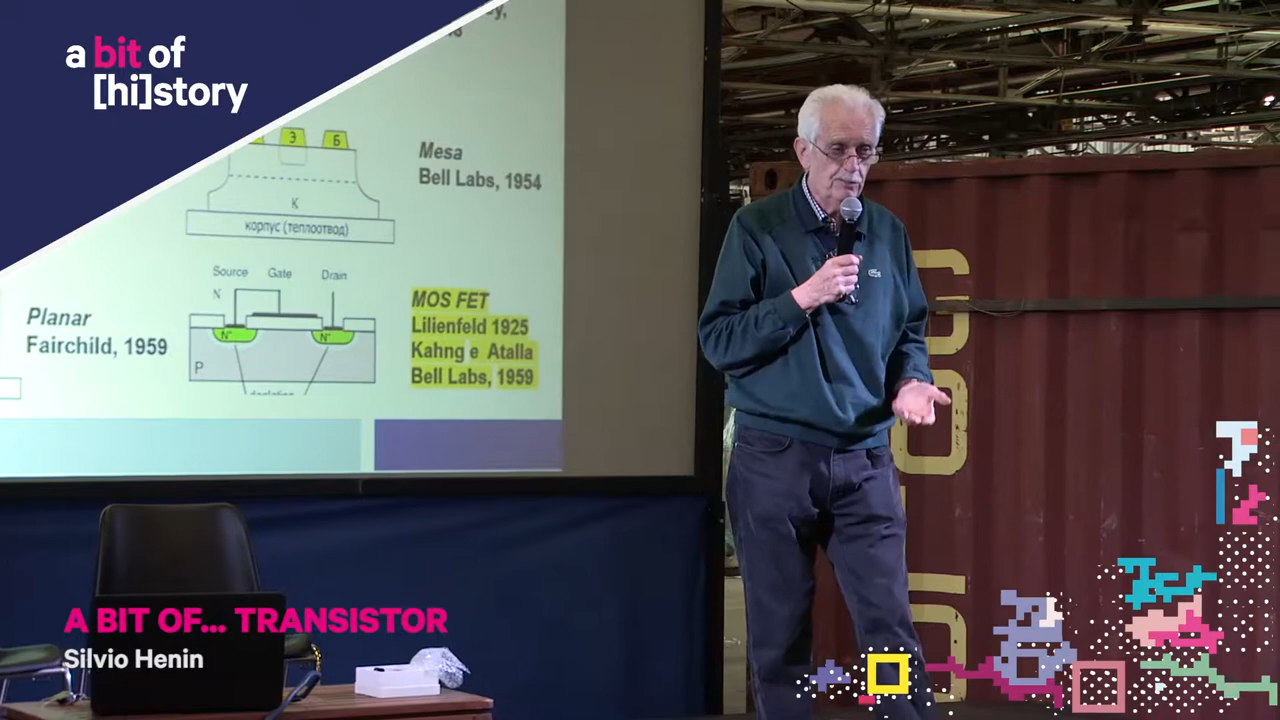 a bit of
[hi]story
Э Б
Mesa
Bell Labs, 1954
К
корпус (теплоотвод)
Source Gate Drain
N
Planar
Fairchild, 1959
N+ N+
P
MOS FET
Lilienfeld 1925
Kahng e Atalla
Bell Labs, 1959
A BIT OF... TRANSISTOR
Silvio Henin